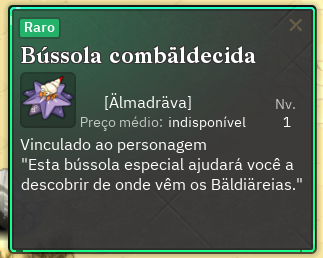 Raro
Bússola combäldecida
[Älmadräva]
Nv.
Preço médio: indisponível 1
Vinculado ao personagem
"Esta bússola especial ajudará você a
descobrir de onde vêm os Bäldiäreias."